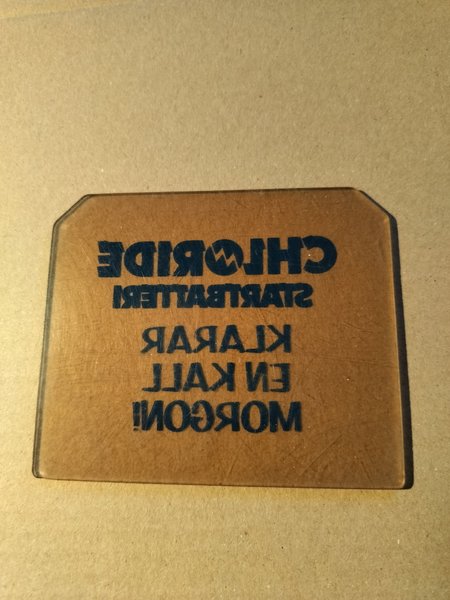 CHLORIDE
STARTBATTERI
KLARAR
EN KALL
MORGON!